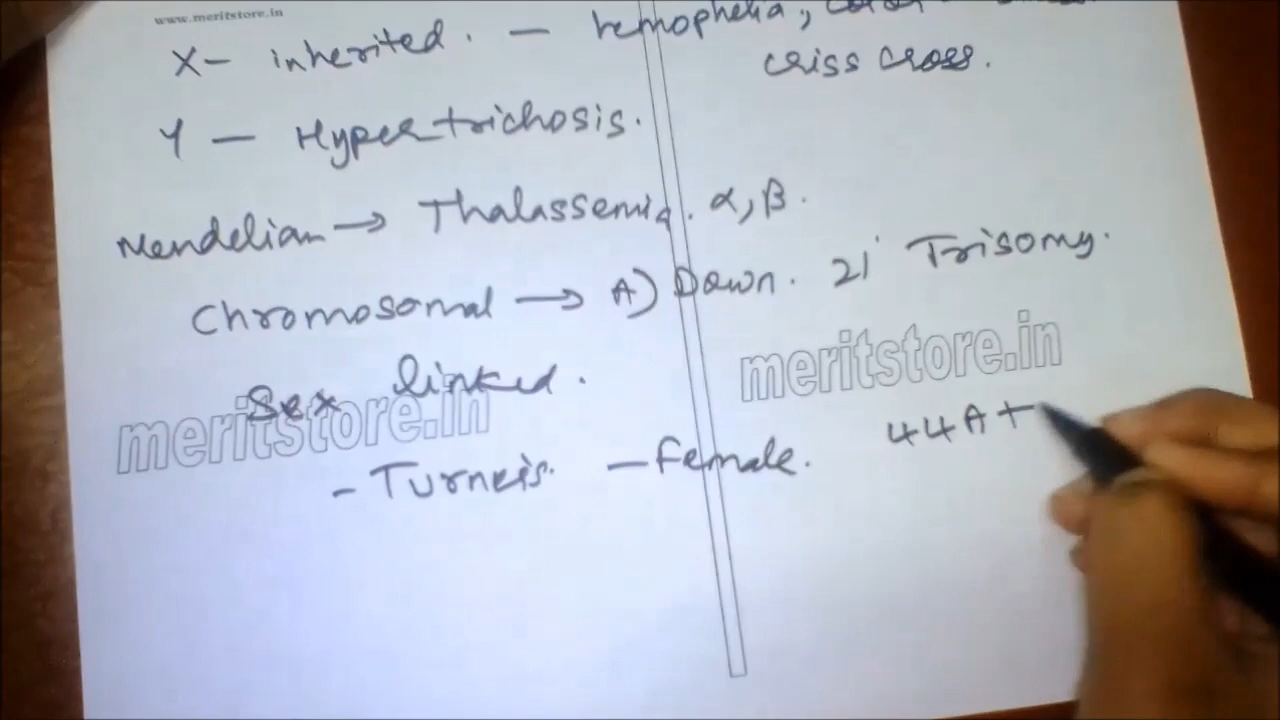 www.meritstore.in
X- inherited. - hemophelia,
criss cross.
Y - Hypertrichosis.
Mendelian → Thalassemia. α, β.
Chromosomal → A) Down. 21 Trisomy.
Sex linked.
meritstore.in
meritstore.in
- Turneis. - Female. 44A +